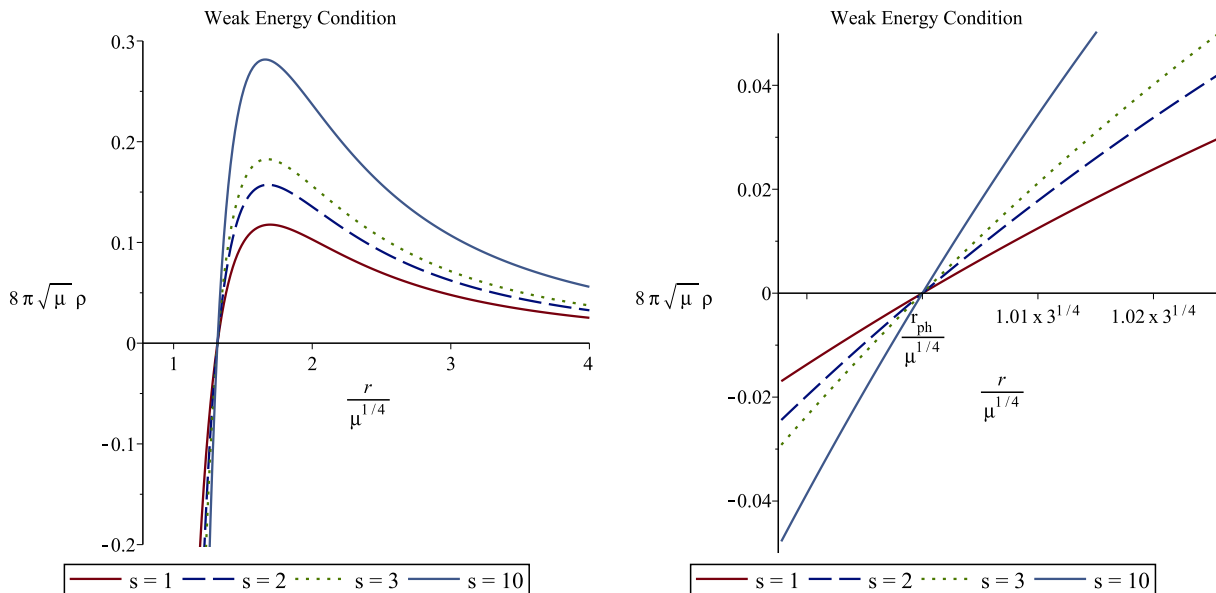 Weak Energy Condition
0.3
0.2
8 π √μ ρ
0.1
0
1 2 3 4
r / μ^{1/4}
-0.1
-0.2
s = 1 s = 2 s = 3 s = 10
Weak Energy Condition
0.04
0.02
8 π √μ ρ
0
r_ph / μ^{1/4}
1.01 x 3^{1/4} 1.02 x 3^{1/4}
r / μ^{1/4}
-0.02
-0.04
s = 1 s = 2 s = 3 s = 10